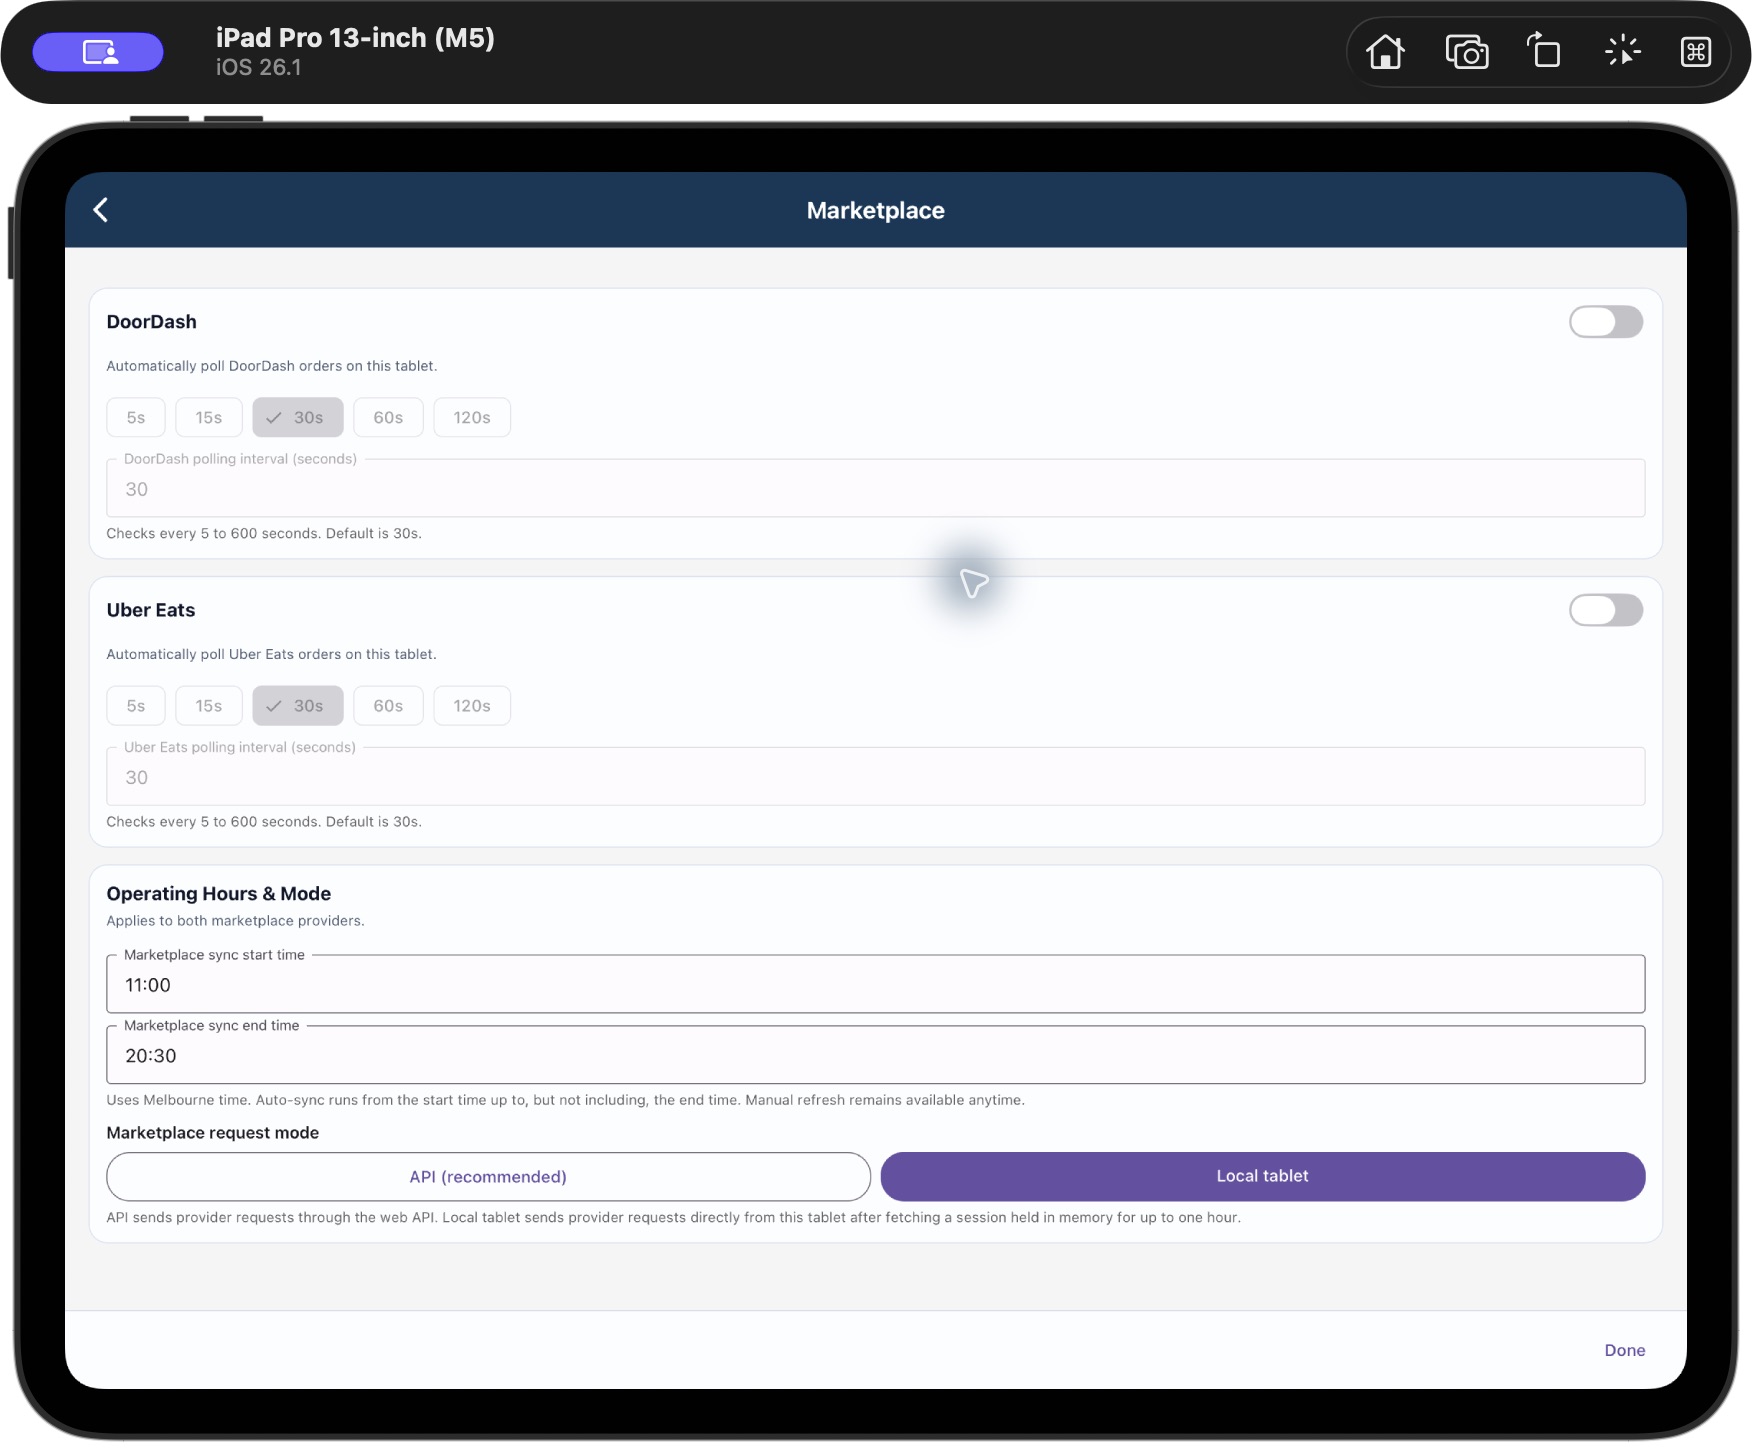 iPad Pro 13-inch (M5)
iOS 26.1
Marketplace
DoorDash
Automatically poll DoorDash orders on this tablet.
5s 15s 30s 60s 120s
DoorDash polling interval (seconds)
30
Checks every 5 to 600 seconds. Default is 30s.
Uber Eats
Automatically poll Uber Eats orders on this tablet.
5s 15s 30s 60s 120s
Uber Eats polling interval (seconds)
30
Checks every 5 to 600 seconds. Default is 30s.
Operating Hours & Mode
Applies to both marketplace providers.
Marketplace sync start time
11:00
Marketplace sync end time
20:30
Uses Melbourne time. Auto-sync runs from the start time up to, but not including, the end time. Manual refresh remains available anytime.
Marketplace request mode
API (recommended) Local tablet
API sends provider requests through the web API. Local tablet sends provider requests directly from this tablet after fetching a session held in memory for up to one hour.
Done